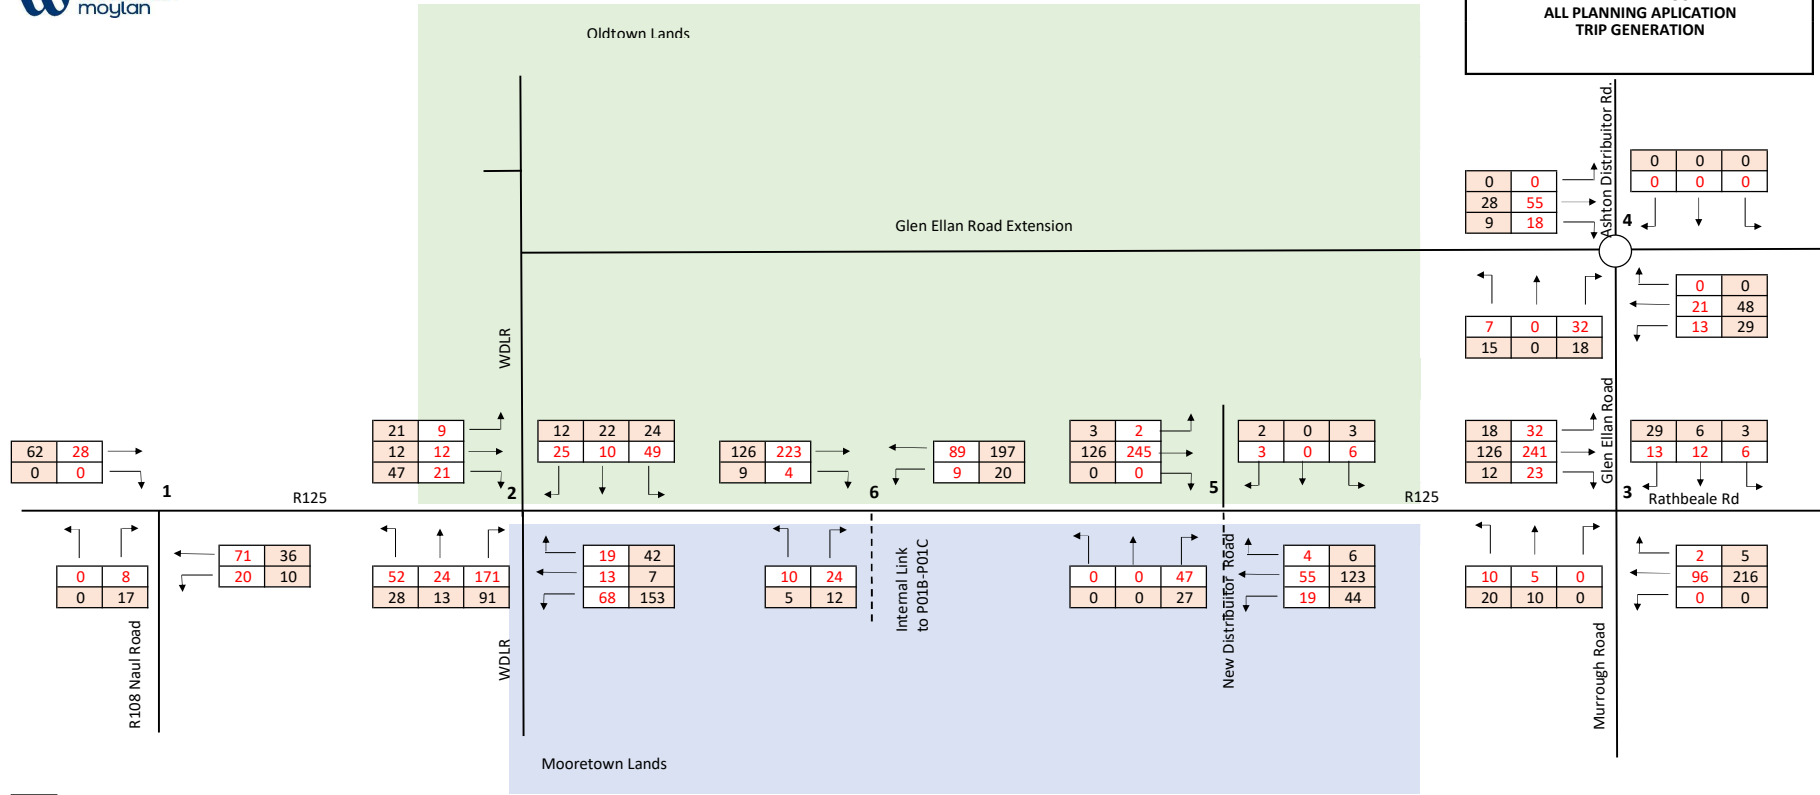 moylan
Oldtown Lands
ALL PLANNING APLICATION
TRIP GENERATION
Ashton Distribuitor Rd.
0 0 0
0 0 0
0 0
28 55
9 18
4
Glen Ellan Road Extension
0 0
21 48
13 29
7 0 32
15 0 18
WDLR
Glen Ellan Road
62 28
0 0
21 9
12 12
47 21
12 22 24
25 10 49
126 223
9 4
89 197
9 20
3 2
126 245
0 0
2 0 3
3 0 6
18 32
126 241
12 23
29 6 3
13 12 6
1
R125
2
6
5
R125
3
Rathbeale Rd
0 8
0 17
71 36
20 10
52 24 171
28 13 91
19 42
13 7
68 153
10 24
5 12
0 0 47
0 0 27
4 6
55 123
19 44
10 5 0
20 10 0
2 5
96 216
0 0
R108 Naul Road
WDLR
Internal Link
to P01B-P01C
New Distribuitor Road
Murrough Road
Mooretown Lands